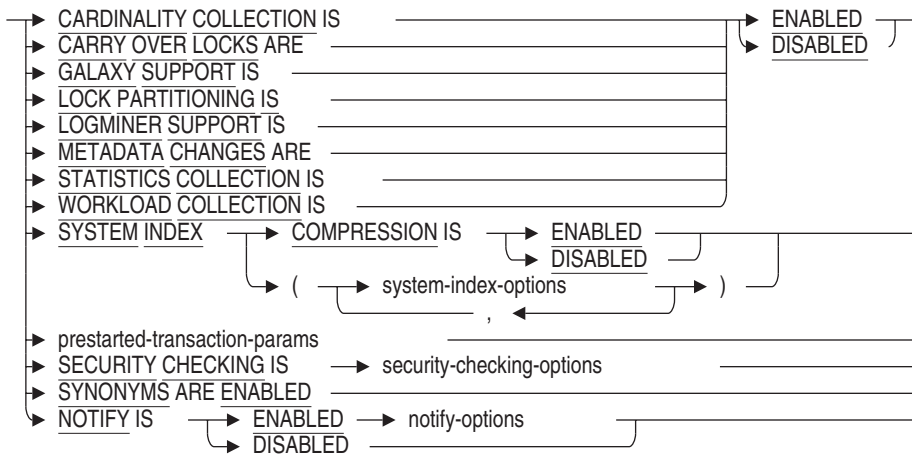 CARDINALITY COLLECTION IS ENABLED
CARRY OVER LOCKS ARE DISABLED
GALAXY SUPPORT IS
LOCK PARTITIONING IS
LOGMINER SUPPORT IS
METADATA CHANGES ARE
STATISTICS COLLECTION IS
WORKLOAD COLLECTION IS
SYSTEM INDEX COMPRESSION IS ENABLED
DISABLED
( system-index-options )
,
prestarted-transaction-params
SECURITY CHECKING IS security-checking-options
SYNONYMS ARE ENABLED
NOTIFY IS ENABLED notify-options
DISABLED